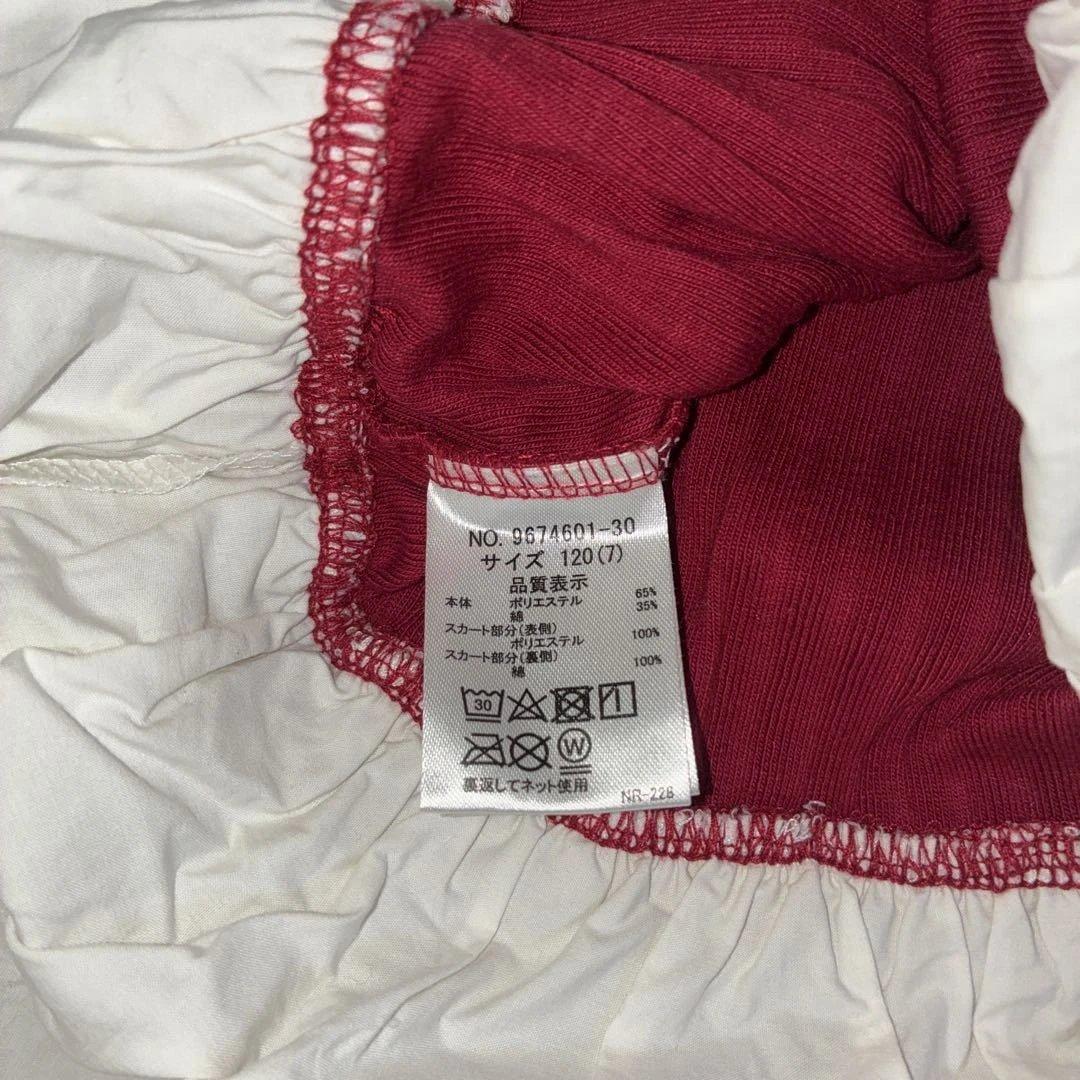 NO. 9674601-30
サイズ 120(7)
品質表示
本体 ポリエステル 65%
綿 35%
スカート部分(表側)
ポリエステル 100%
スカート部分(裏側)
綿 100%
30
W
裏返してネット使用
NR-228